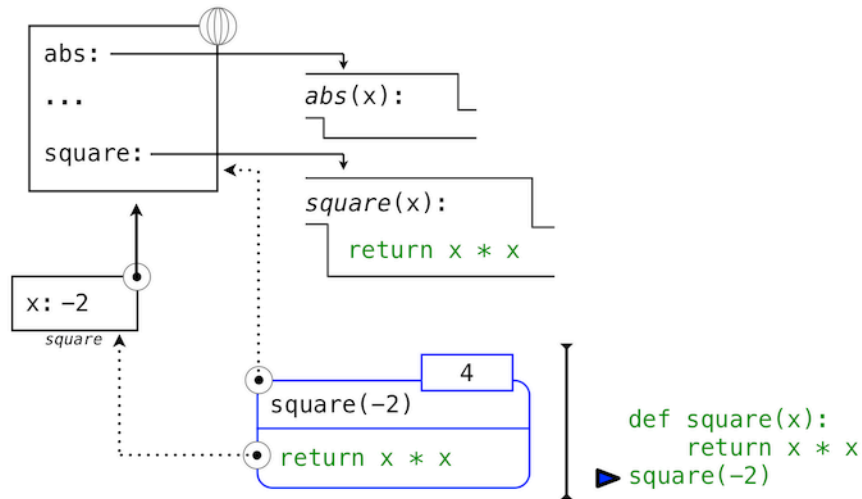 abs:
...
square:
abs(x):
square(x):
return x * x
x: -2
square
4
square(-2)
return x * x
def square(x):
    return x * x
square(-2)